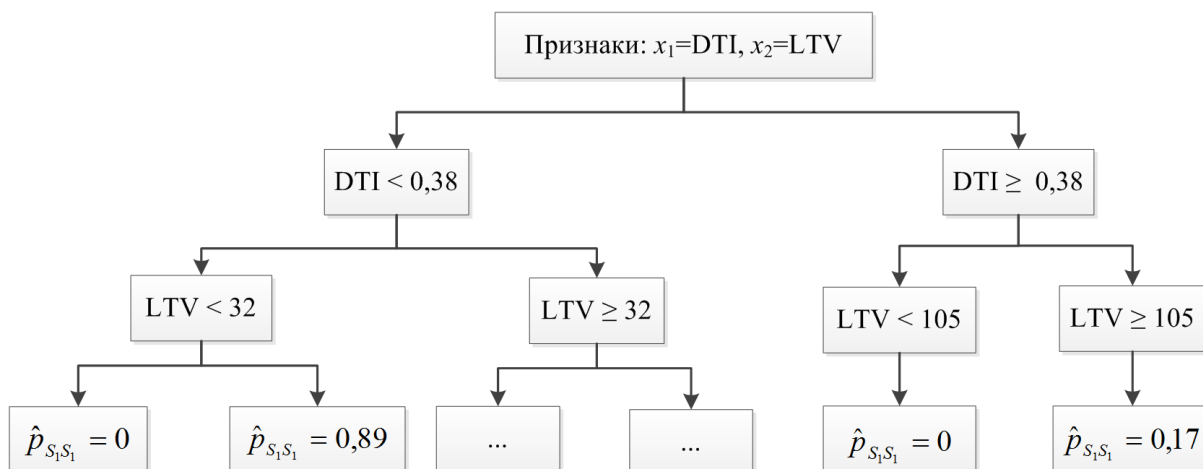 Признаки: x₁=DTI, x₂=LTV
DTI < 0,38
DTI ≥ 0,38
LTV < 32
LTV ≥ 32
LTV < 105
LTV ≥ 105
p̂_{S₁S₁} = 0
p̂_{S₁S₁} = 0,89
...
...
p̂_{S₁S₁} = 0
p̂_{S₁S₁} = 0,17